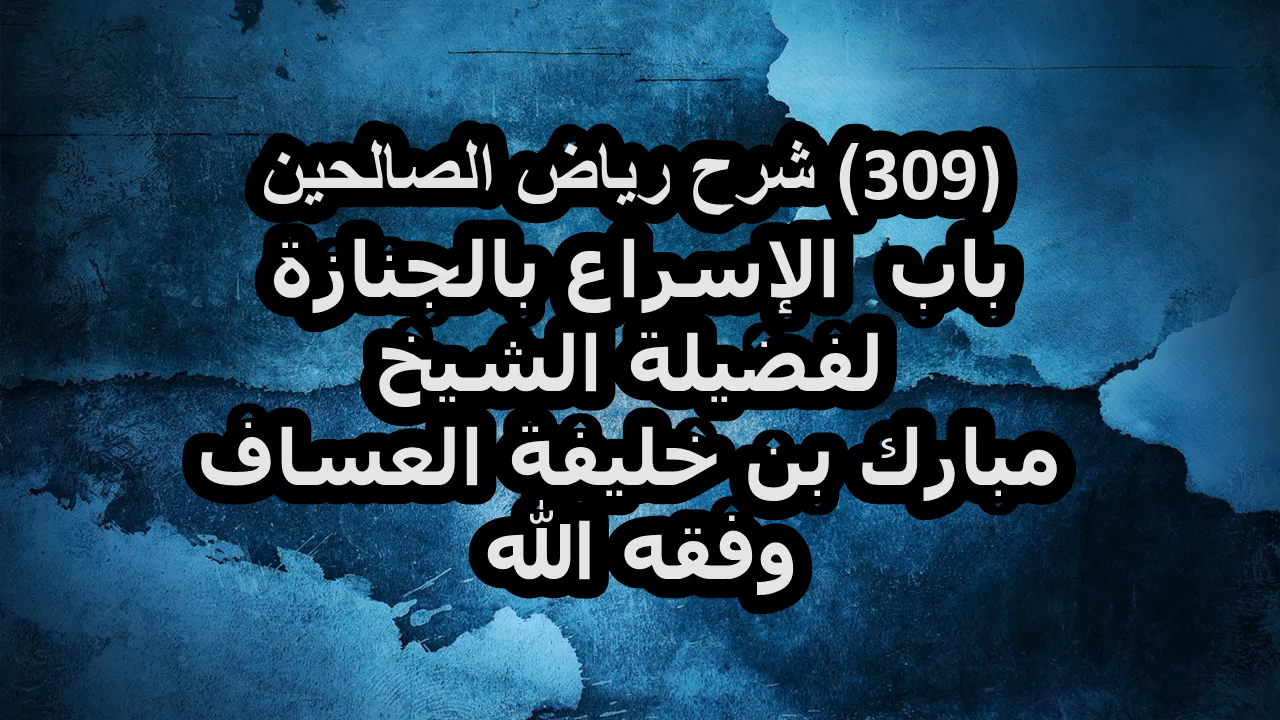 (309) شرح رياض الصالحين
باب الإسراع بالجنازة
لفضيلة الشيخ
مبارك بن خليفة العساف
وفقه الله